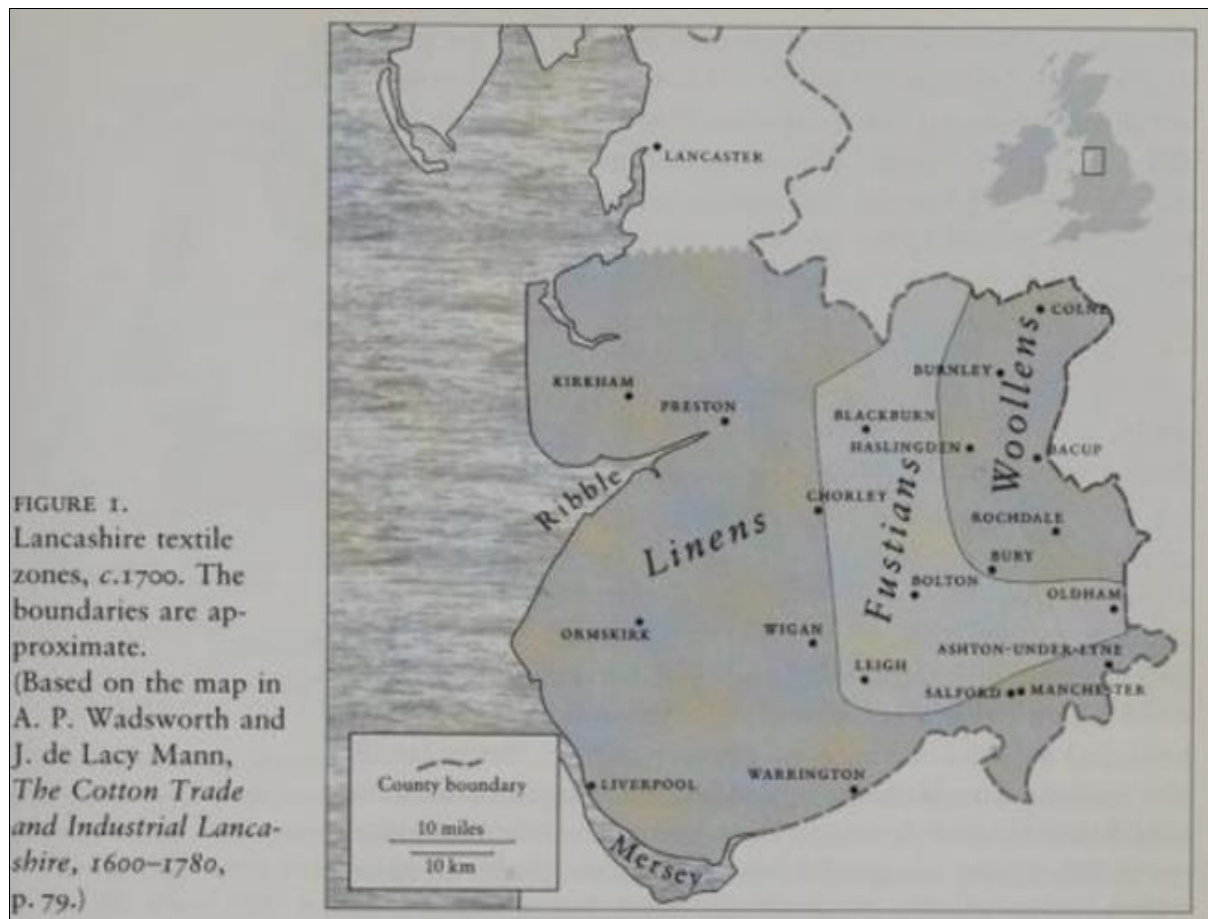 FIGURE 1.
Lancashire textile
zones, c.1700. The
boundaries are ap-
proximate.
(Based on the map in
A. P. Wadsworth and
J. de Lacy Mann,
The Cotton Trade
and Industrial Lanca-
shire, 1600–1780,
p. 79.)
LANCASTER
COLNE
BURNLEY
KIRKHAM
PRESTON
BLACKBURN
HASLINGDEN
BACUP
Woollens
Ribble
CHORLEY
Linens
Fustians
ROCHDALE
BURY
BOLTON
OLDHAM
ORMSKIRK
WIGAN
ASHTON-UNDER-LYNE
LEIGH
SALFORD
MANCHESTER
County boundary
LIVERPOOL
WARRINGTON
10 miles
10 km
Mersey